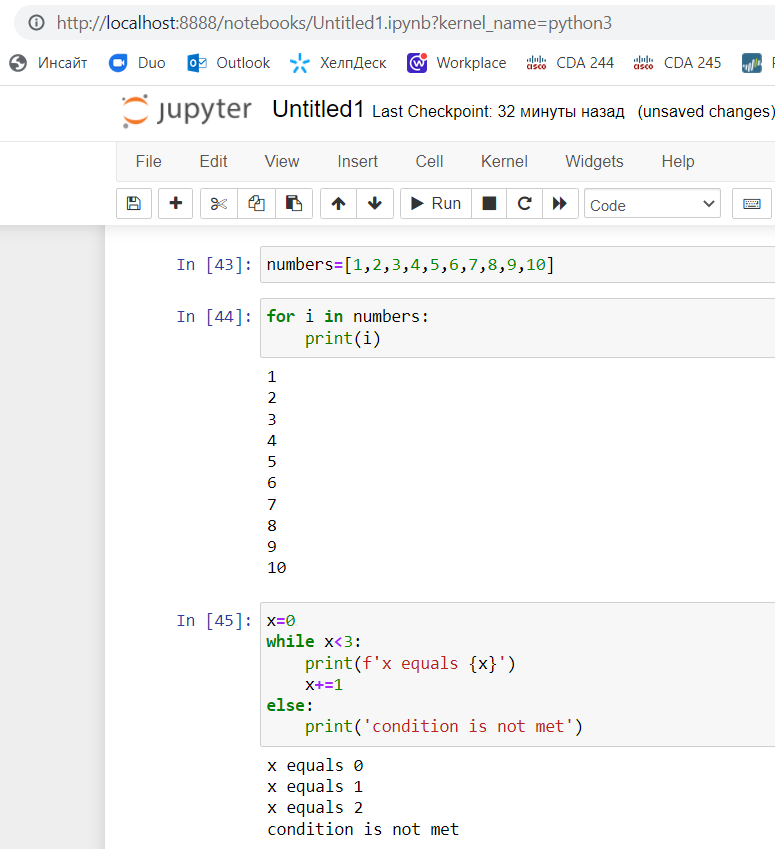 http://localhost:8888/notebooks/Untitled1.ipynb?kernel_name=python3
Инсайт Duo Outlook ХелпДеск Workplace CDA 244 CDA 245
jupyter Untitled1 Last Checkpoint: 32 минуты назад (unsaved changes)
File Edit View Insert Cell Kernel Widgets Help
Run Code
In [43]: numbers=[1,2,3,4,5,6,7,8,9,10]
In [44]: for i in numbers:
print(i)
1
2
3
4
5
6
7
8
9
10
In [45]: x=0
while x<3:
print(f'x equals {x}')
x+=1
else:
print('condition is not met')
x equals 0
x equals 1
x equals 2
condition is not met